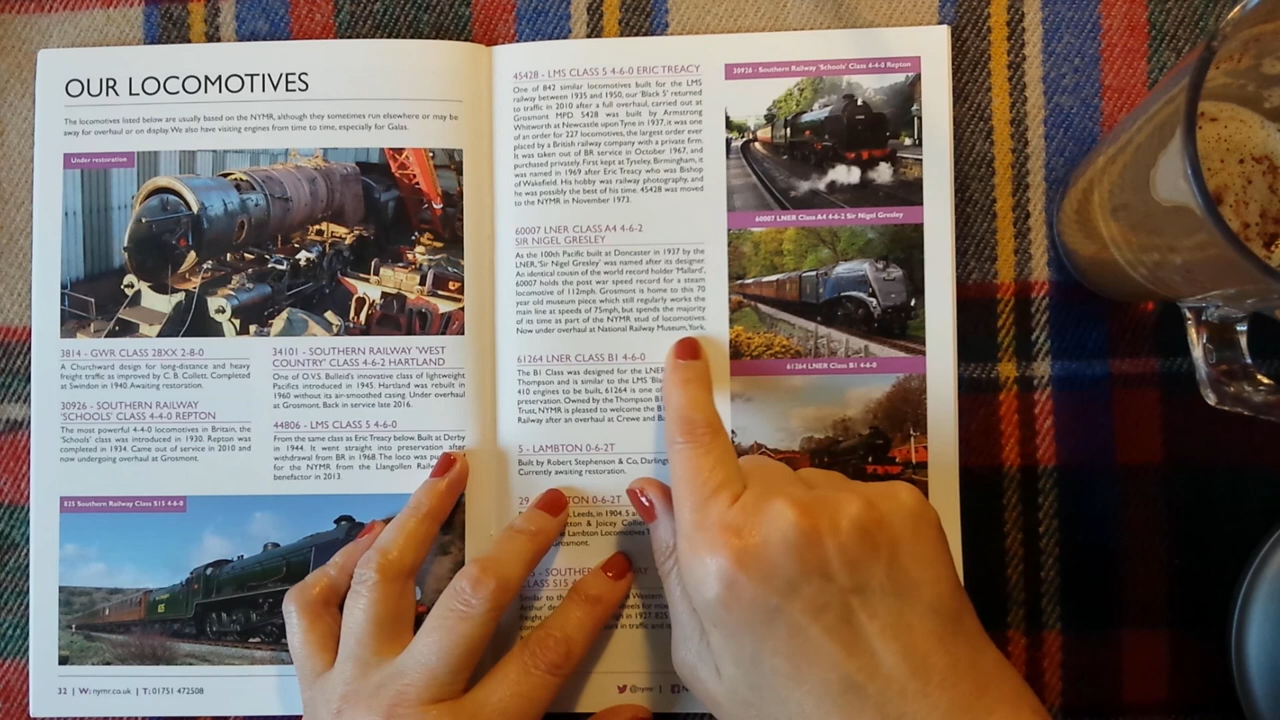 OUR LOCOMOTIVES
The locomotives listed below are usually based on the NYMR, although they sometimes run elsewhere or may be
away for overhaul or on display. We also have visiting engines from time to time, especially for Galas.
Under restoration
3814 - GWR CLASS 28XX 2-8-0
A Churchward design for long-distance and heavy
freight traffic as improved by C. B. Collett. Completed
at Swindon in 1940. Awaiting restoration.
30926 - SOUTHERN RAILWAY
'SCHOOLS' CLASS 4-4-0 REPTON
The most powerful 4-4-0 locomotives in Britain, the
'Schools' class was introduced in 1930. Repton was
completed in 1934. Came out of service in 2010 and
now undergoing overhaul at Grosmont.
34101 - SOUTHERN RAILWAY 'WEST
COUNTRY' CLASS 4-6-2 HARTLAND
One of O.V.S. Bulleid's innovative class of lightweight
Pacifics introduced in 1945. Hartland was rebuilt in
1960 without its air-smoothed casing. Under overhaul
at Grosmont. Back in service late 2016.
44806 - LMS CLASS 5 4-6-0
From the same class as Eric Treacy below. Built at Derby
in 1944. It went straight into preservation after
withdrawal from BR in 1968. The loco was
for the NYMR from the Llangollen
benefactor in 2013.
825 Southern Railway Class S15 4-6-0
32 | W: nymr.co.uk | T: 01751 472508
45428 - LMS CLASS 5 4-6-0 ERIC TREACY
One of 842 similar locomotives built for the LMS
railway between 1935 and 1950, our 'Black 5' returned
to traffic in 2010 after a full overhaul, carried out at
Grosmont MPD. 5428 was built by Armstrong
Whitworth at Newcastle upon Tyne in 1937, it was one
of an order for 227 locomotives, the largest order ever
placed by a British railway company with a private firm.
It was taken out of BR service in October 1967, and
purchased privately. First kept at Tyseley, Birmingham, it
was named in 1969 after Eric Treacy who was Bishop
of Wakefield. His hobby was railway photography, and
he was possibly the best of his time. 45428 was moved
to the NYMR in November 1973.
60007 LNER CLASS A4 4-6-2
SIR NIGEL GRESLEY
As the 100th Pacific built at Doncaster in 1937 by the
LNER, 'Sir Nigel Gresley' was named after its designer.
An identical cousin of the world record holder 'Mallard',
60007 holds the post war speed record for a steam
locomotive of 112mph. Grosmont is home to this 70
year old museum piece which still regularly works the
main line at speeds of 75mph, but spends the majority
of its time as part of the NYMR stud of locomotives.
Now under overhaul at National Railway Museum, York.
61264 LNER CLASS B1 4-6-0
The B1 Class was designed for the LNER
Thompson and is similar to the LMS
410 engines to be built, 61264 is one of
preservation. Owned by the Thompson
Trust, NYMR is pleased to welcome the
Railway after an overhaul at Crewe and
5 - LAMBTON 0-6-2T
Built by Robert Stephenson & Co,
Currently awaiting restoration.
29 0-6-2T
Leeds, in 1904. 5
& Joicey
Lambton Locomotives
Grosmont.
CLASS S15
Similar to
@nymr |
30926 - Southern Railway 'Schools' Class 4-4-0 Repton
60007 LNER Class A4 4-6-2 Sir Nigel Gresley
61264 LNER Class B1 4-6-0